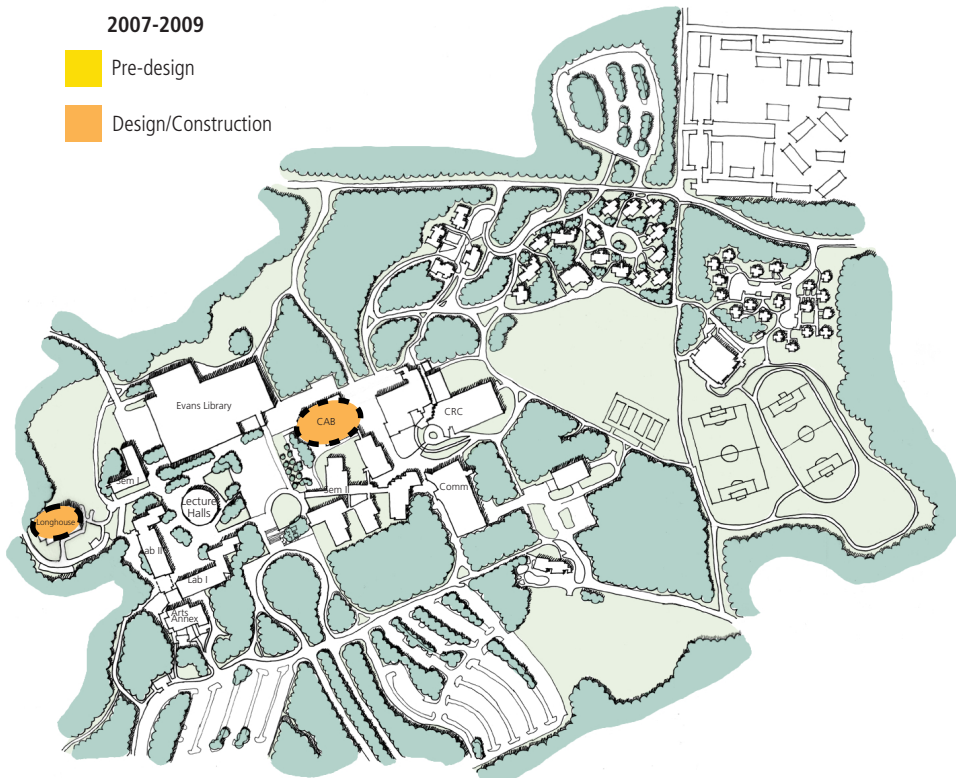 2007-2009
Pre-design
Design/Construction
Evans Library
CAB
CRC
Sem I
Sem II
Comm
Lecture
Halls
Longhouse
Lab II
Lab I
Arts
Annex